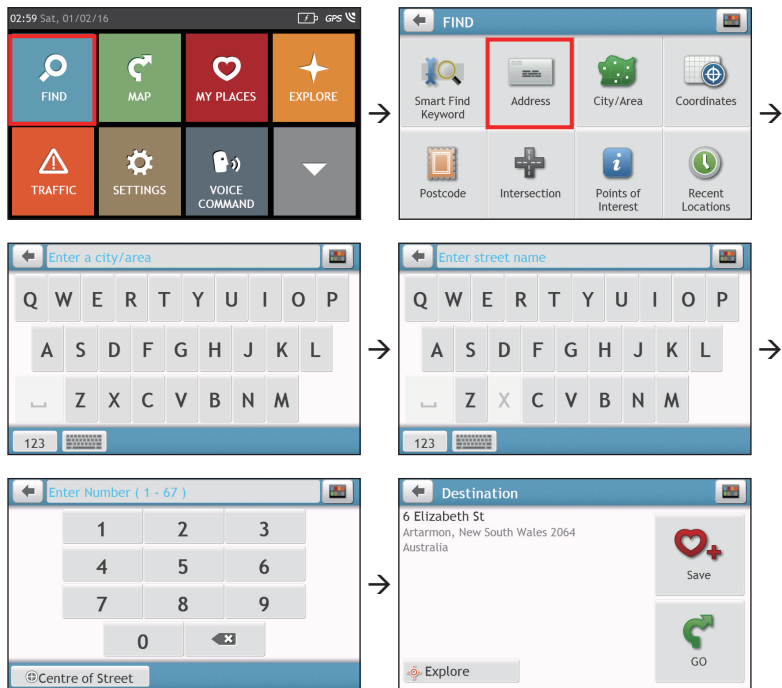 02:59 Sat, 01/02/16 GPS
FIND
MAP
MY PLACES
EXPLORE
TRAFFIC
SETTINGS
VOICE
COMMAND
→
FIND
Smart Find
Keyword
Address
City/Area
Coordinates
Postcode
Intersection
Points of
Interest
Recent
Locations
→
Enter a city/area
Q W E R T Y U I O P
A S D F G H J K L
Z X C V B N M
123
→
Enter street name
Q W E R T Y U I O P
A S D F G H J K L
Z X C V B N M
123
→
Enter Number ( 1 - 67 )
1 2 3
4 5 6
7 8 9
0
Centre of Street
→
Destination
6 Elizabeth St
Artarmon, New South Wales 2064
Australia
Save
GO
Explore